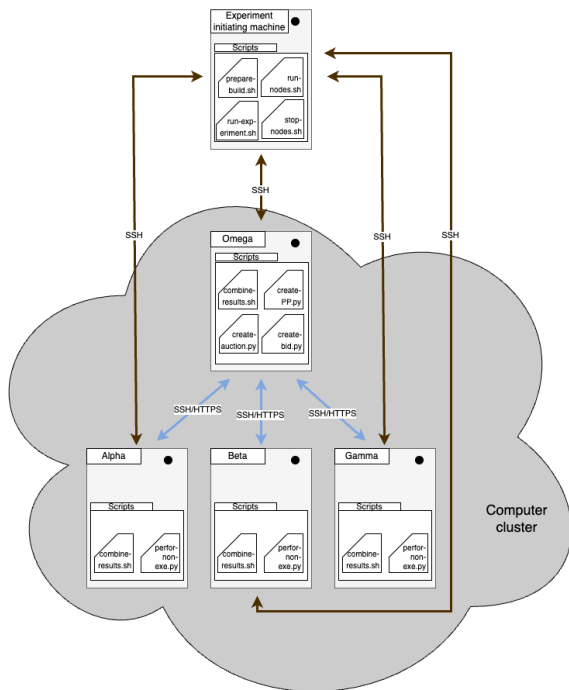 Experiment
initiating machine
Scripts
prepare-
build.sh
run-
nodes.sh
run-exp-
eriment.sh
stop-
nodes.sh
SSH
SSH
SSH
SSH
Omega
Scripts
combine-
results.sh
create-
PP.py
create-
auction.py
create-
bid.py
SSH/HTTPS
SSH/HTTPS
SSH/HTTPS
Alpha
Scripts
combine-
results.sh
perfor-
non-
exe.py
Beta
Scripts
combine-
results.sh
perfor-
non-
exe.py
Gamma
Scripts
combine-
results.sh
perfor-
non-
exe.py
Computer
cluster